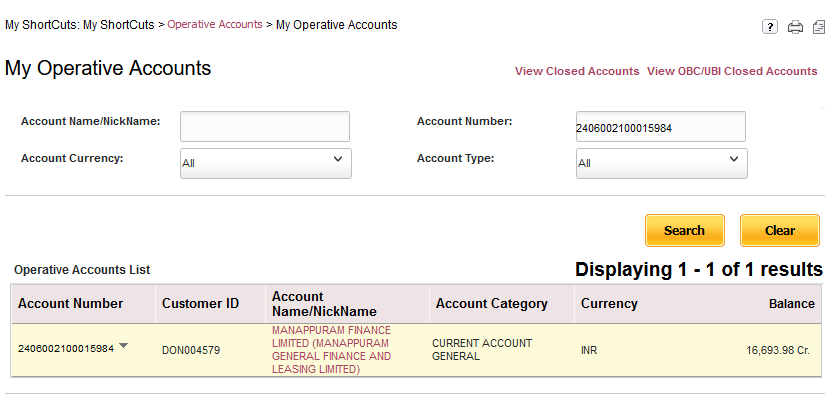 My ShortCuts: My ShortCuts > Operative Accounts > My Operative Accounts
?
My Operative Accounts
View Closed Accounts View OBC/UBI Closed Accounts
Account Name/NickName:
Account Number: 2406002100015984
Account Currency: All
Account Type: All
Search Clear
Operative Accounts List
Displaying 1 - 1 of 1 results
Account Number Customer ID Account Name/NickName Account Category Currency Balance
2406002100015984 DON004579 MANAPPURAM FINANCE LIMITED (MANAPPURAM GENERAL FINANCE AND LEASING LIMITED) CURRENT ACCOUNT GENERAL INR 16,693.98 Cr.